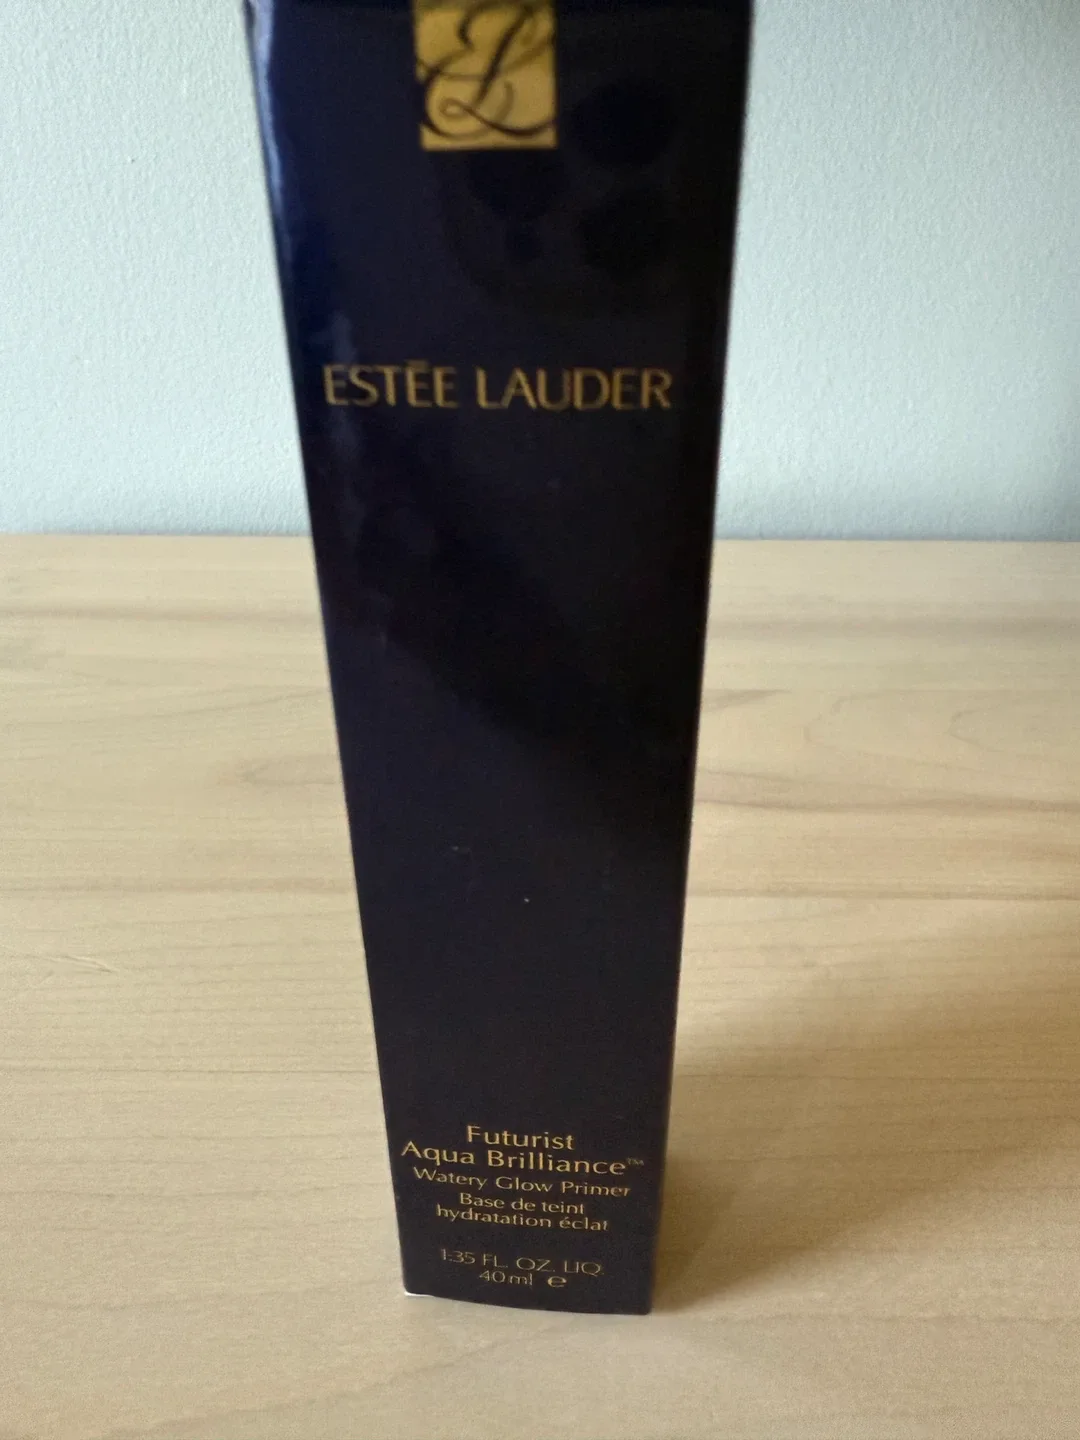 EL
ESTĒE LAUDER
Futurist
Aqua Brilliance™
Watery Glow Primer
Base de teint
hydratation éclat
1.35 FL. OZ. LIQ.
40 ml e